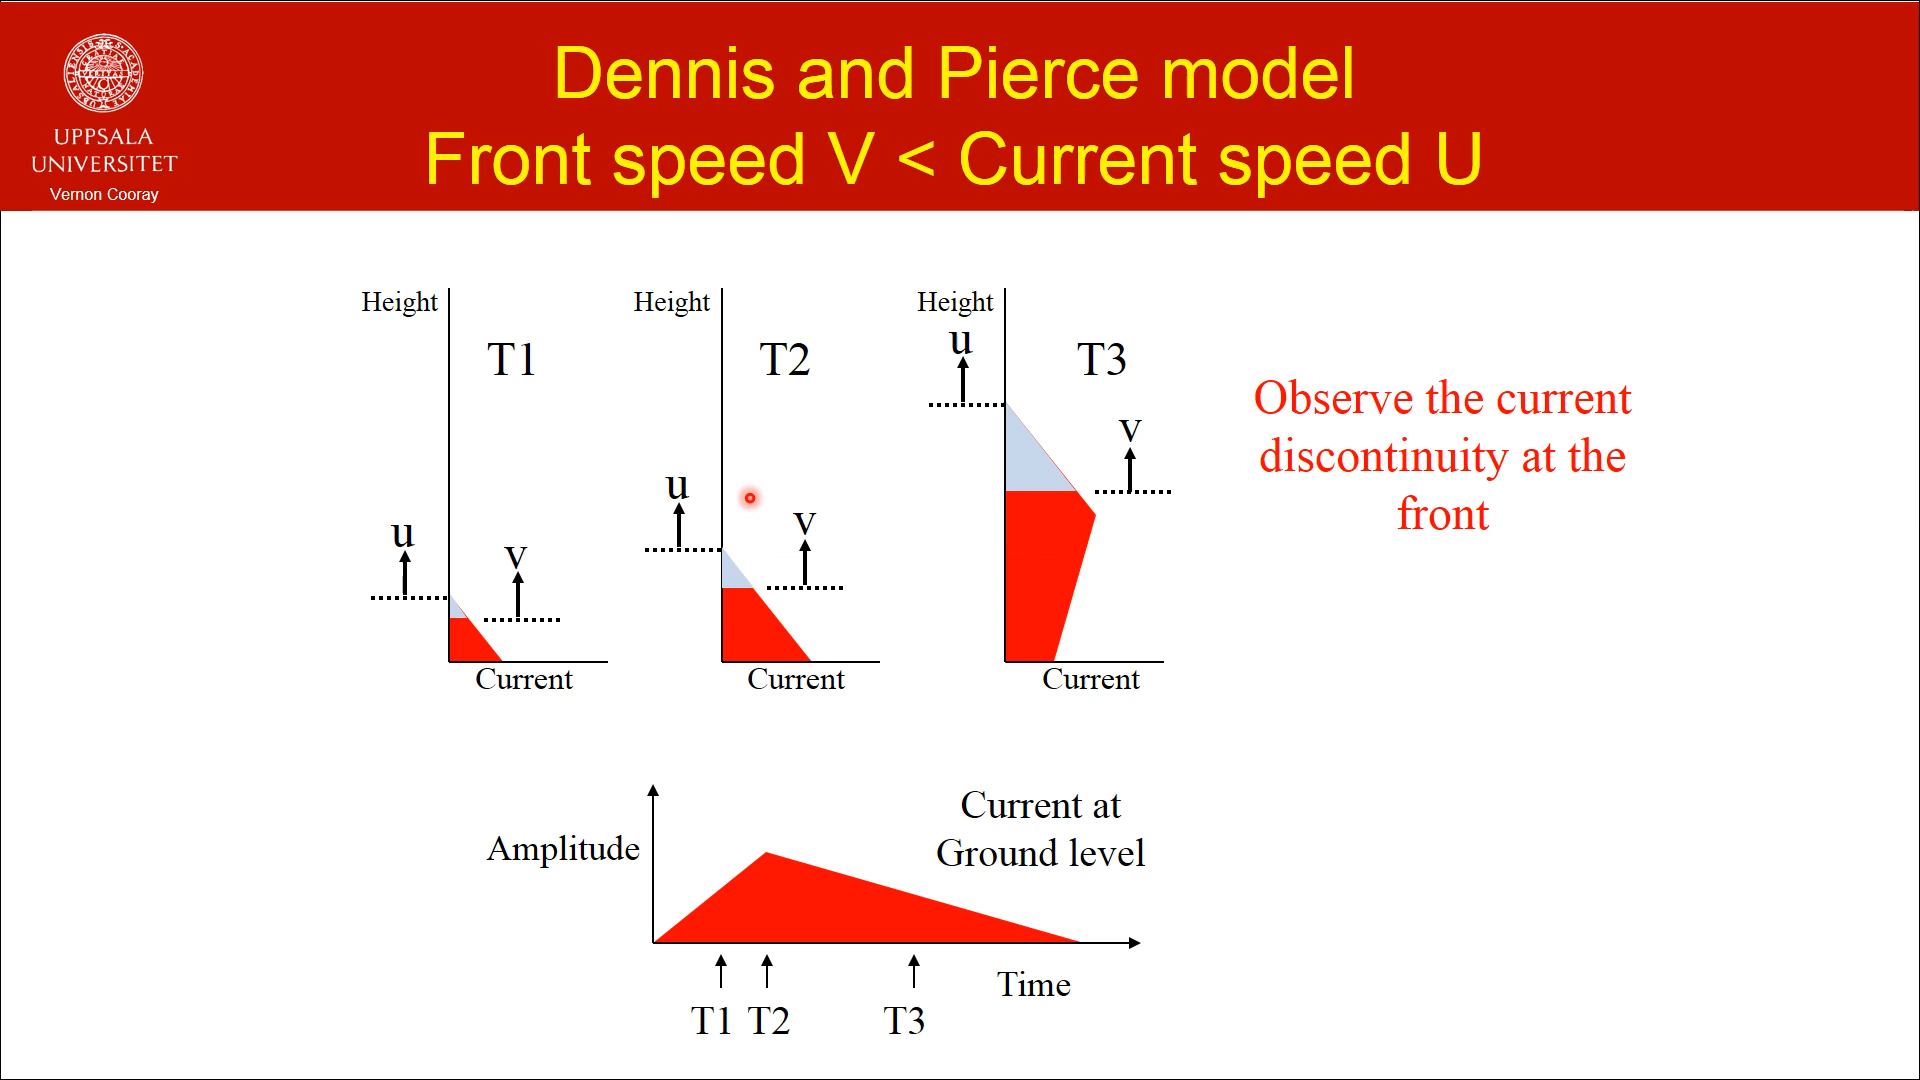 Dennis and Pierce model
Front speed V < Current speed U
UPPSALA
UNIVERSITET
Vernon Cooray
Height
T1
u
v
Current
Height
T2
u
v
Current
Height
u
T3
v
Current
Observe the current
discontinuity at the
front
Amplitude
Current at
Ground level
Time
T1 T2 T3